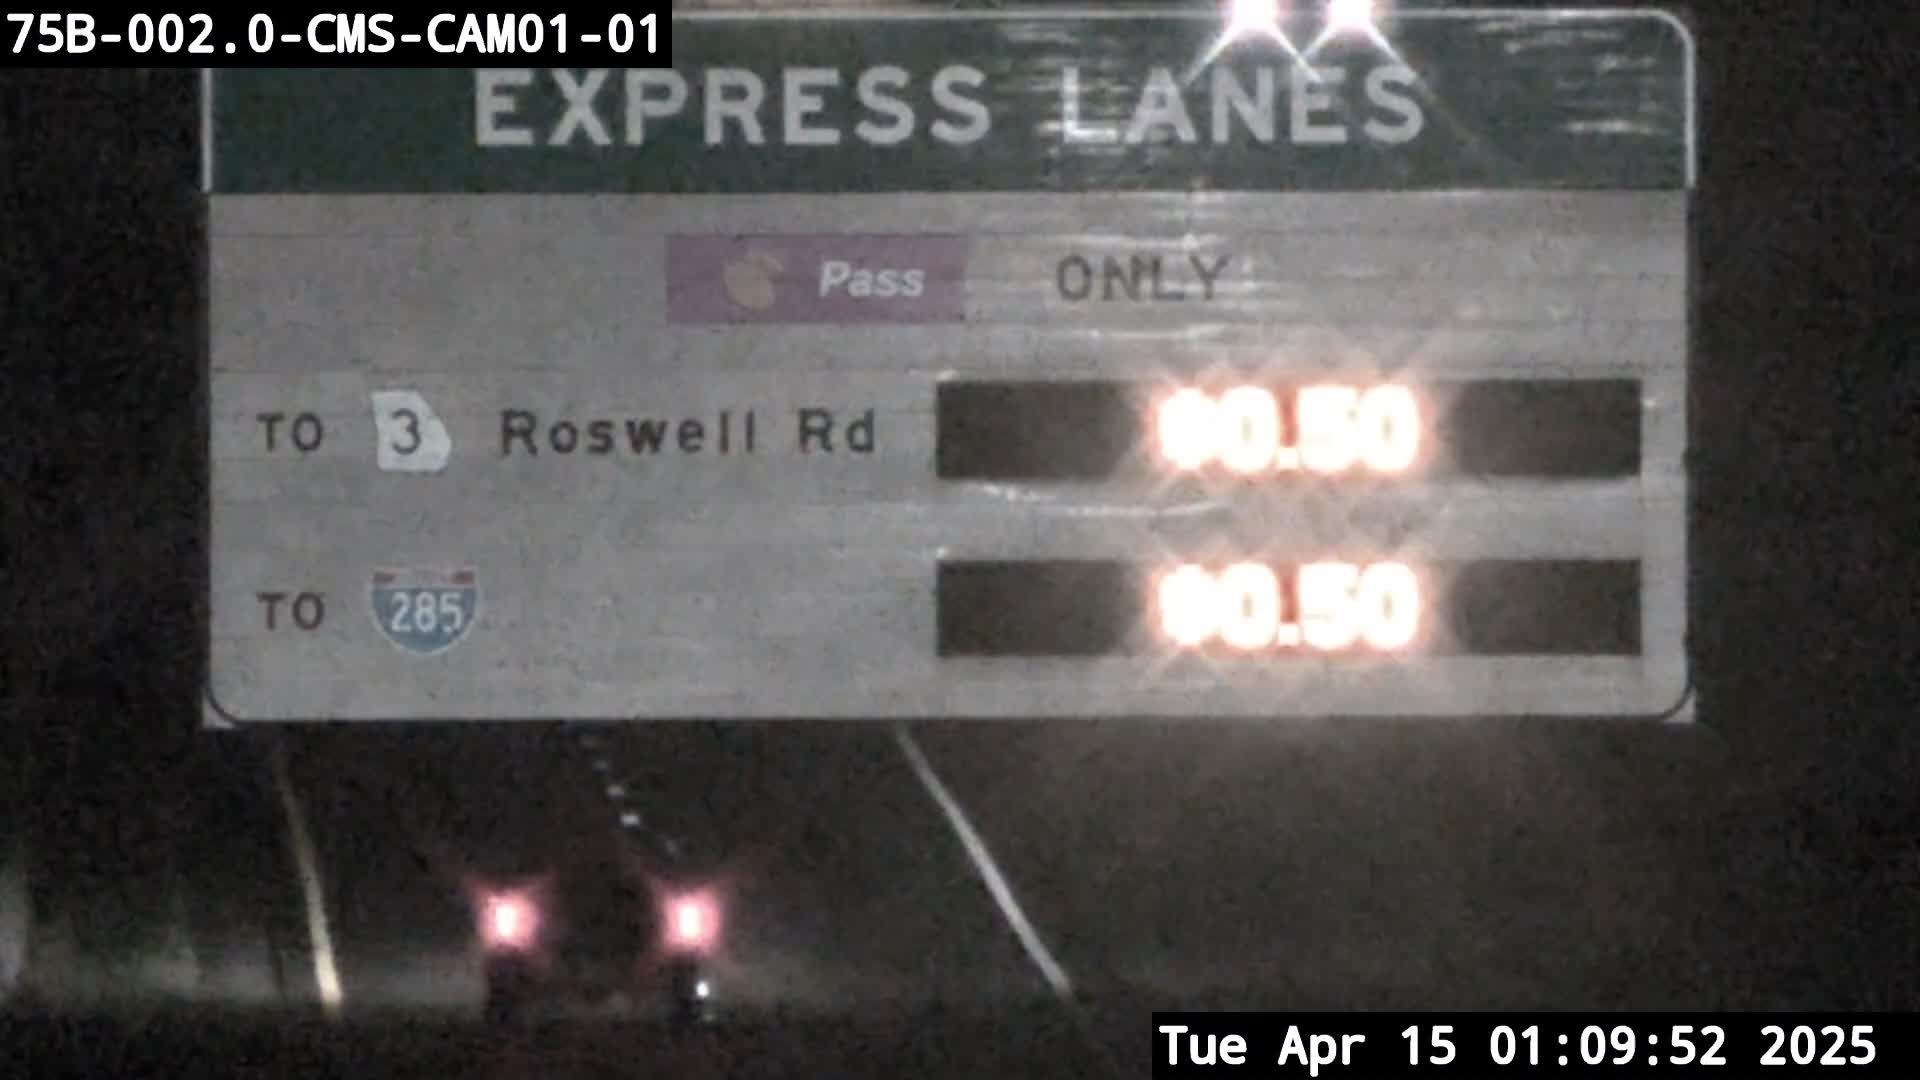 75B-002.0-CMS-CAM01-01
EXPRESS LANES
Pass ONLY
TO 3 Roswell Rd $0.50
TO 285 $0.50
Tue Apr 15 01:09:52 2025